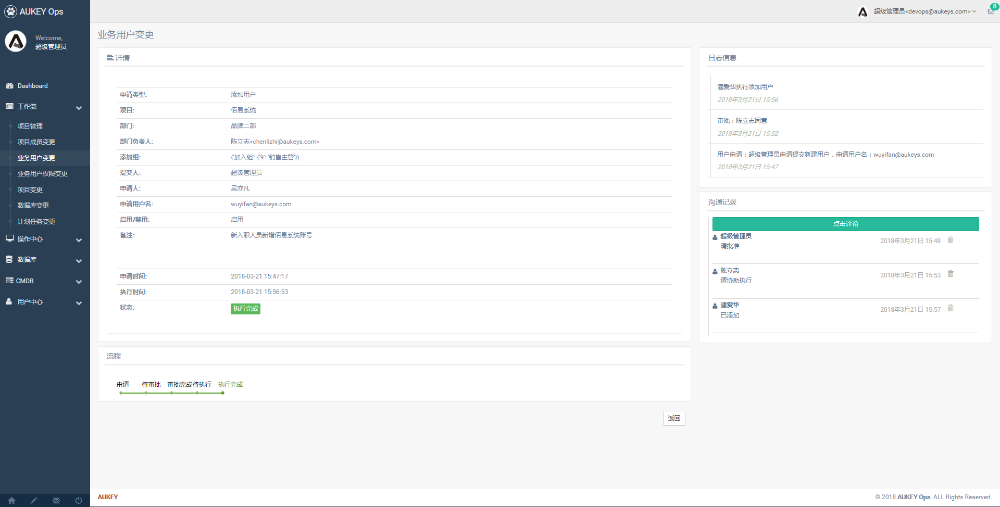 AUKEY Ops
Welcome,
超级管理员
Dashboard
工作流
项目管理
项目成员变更
业务用户变更
业务用户权限变更
项目变更
数据库变更
计划任务变更
操作中心
数据库
CMDB
用户中心
超级管理员<devops@aukeys.com>
8
业务用户变更
详情
申请类型: 添加用户
项目: 佰易系统
部门: 品牌二部
部门负责人: 陈立志<chenlizhi@aukeys.com>
添加组: {'加入组': {'9': '销售主管'}}
提交人: 超级管理员
申请人: 吴亦凡
申请用户名: wuyifan@aukeys.com
启用/禁用: 启用
备注: 新入职人员新增佰易系统账号
申请时间: 2018-03-21 15:47:17
执行时间: 2018-03-21 15:56:53
状态: 执行完成
流程
申请 待审批 审批完成待执行 执行完成
返回
日志信息
潘爱华执行添加用户
2018年3月21日 15:56
审批：陈立志同意
2018年3月21日 15:52
用户申请：超级管理员申请提交新建用户，申请用户名：wuyifan@aukeys.com
2018年3月21日 15:47
沟通记录
点击评论
超级管理员
2018年3月21日 15:48
请批准
陈立志
2018年3月21日 15:53
请协助执行
潘爱华
2018年3月21日 15:57
已添加
AUKEY
© 2018 AUKEY Ops. ALL Rights Reserved.